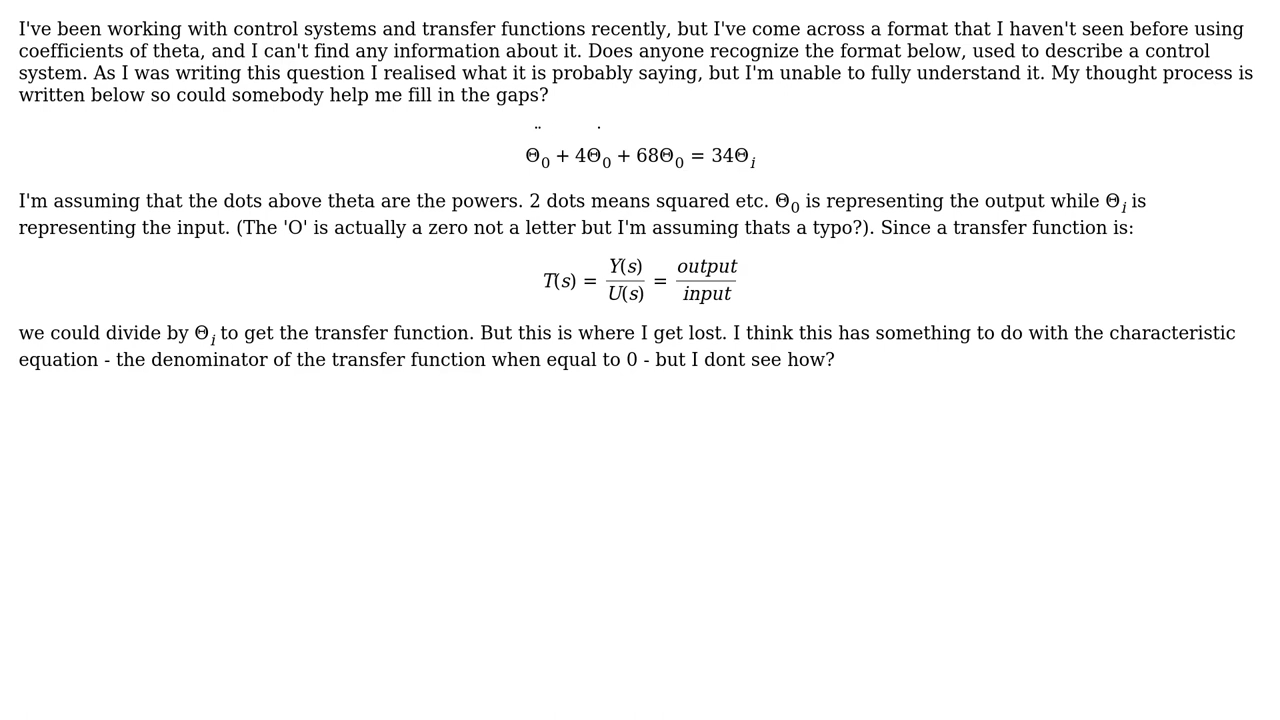 I've been working with control systems and transfer functions recently, but I've come across a format that I haven't seen before using
coefficients of theta, and I can't find any information about it. Does anyone recognize the format below, used to describe a control
system. As I was writing this question I realised what it is probably saying, but I'm unable to fully understand it. My thought process is
written below so could somebody help me fill in the gaps?
Θ̈₀ + 4Θ̇₀ + 68Θ₀ = 34Θᵢ
I'm assuming that the dots above theta are the powers. 2 dots means squared etc. Θ₀ is representing the output while Θᵢ is
representing the input. (The 'O' is actually a zero not a letter but I'm assuming thats a typo?). Since a transfer function is:
T(s) = Y(s)/U(s) = output/input
we could divide by Θᵢ to get the transfer function. But this is where I get lost. I think this has something to do with the characteristic
equation - the denominator of the transfer function when equal to 0 - but I dont see how?